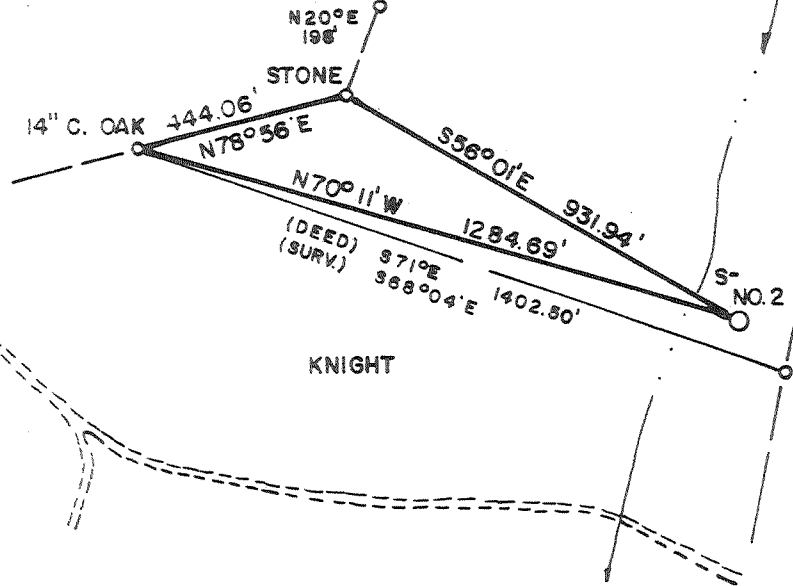 N20°E
198'
STONE
14" C. OAK
444.06'
N78°56'E
S56°01'E 931.94'
N70°11'W 1284.69'
(DEED) S71°E
(SURV.) S68°04'E 1402.50'
S-
NO.2
KNIGHT